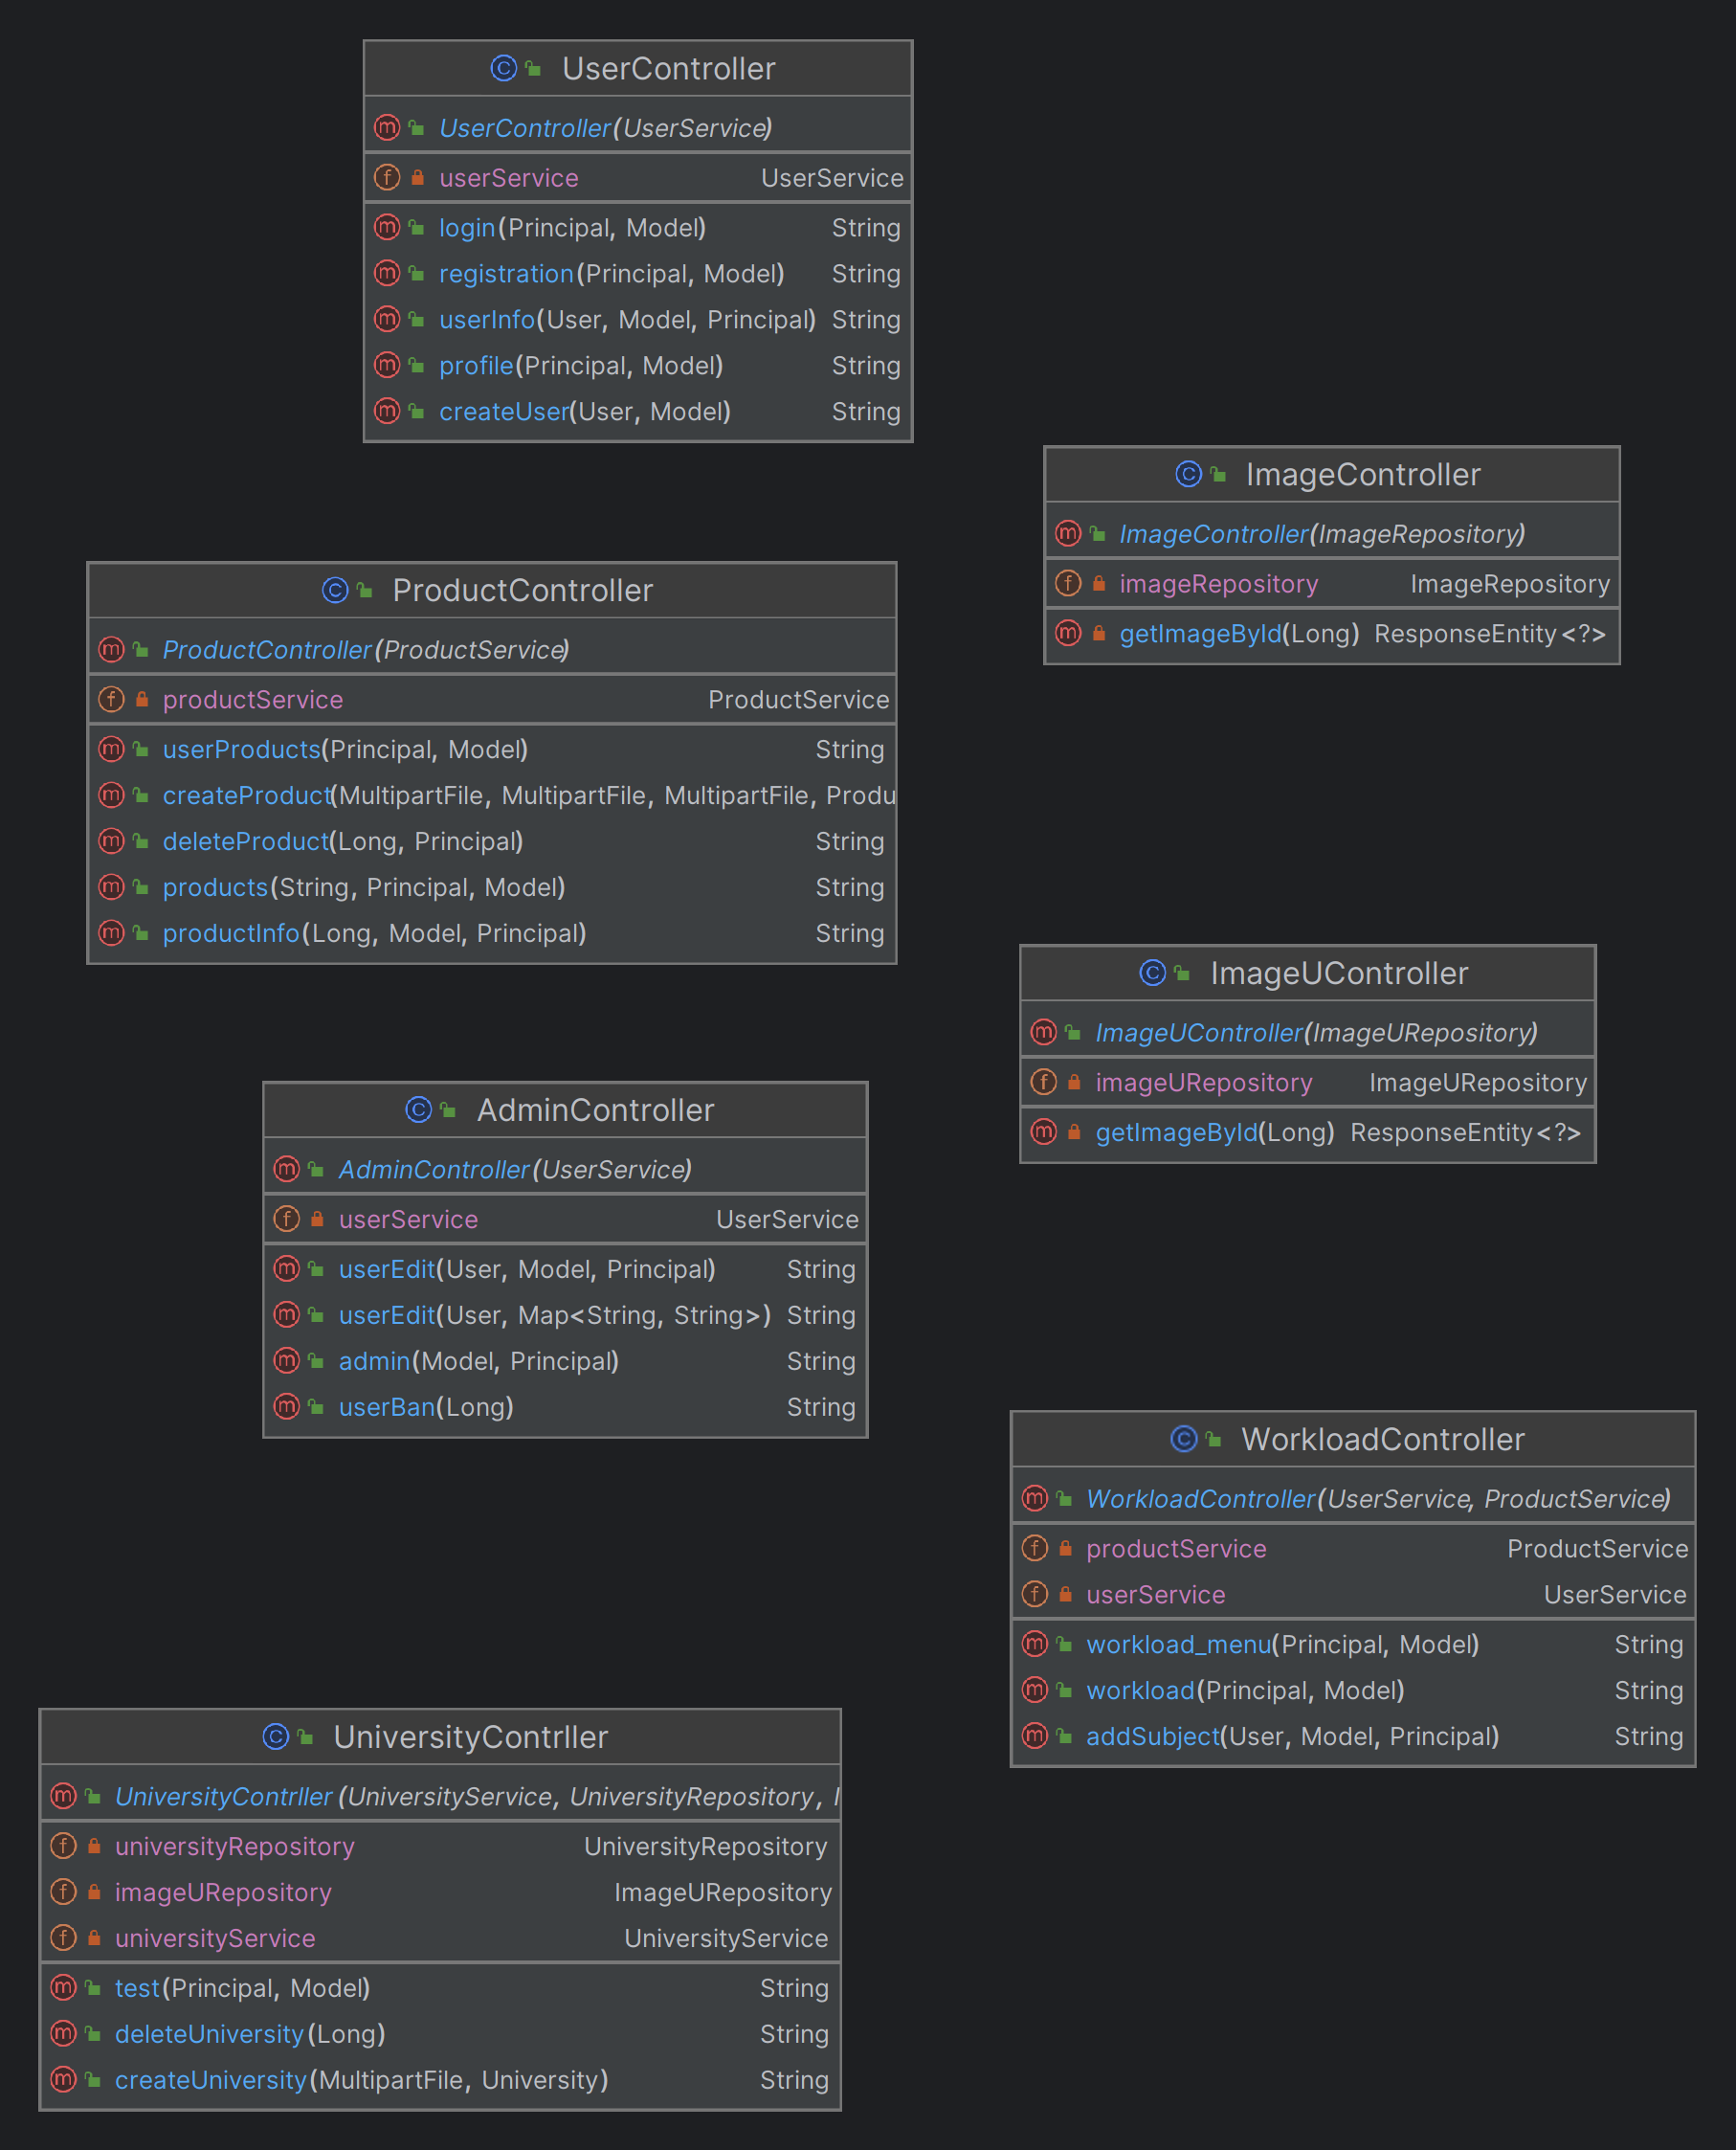 UserController
UserController(UserService)
userService UserService
login(Principal, Model) String
registration(Principal, Model) String
userInfo(User, Model, Principal) String
profile(Principal, Model) String
createUser(User, Model) String
ImageController
ImageController(ImageRepository)
imageRepository ImageRepository
getImageById(Long) ResponseEntity<?>
ProductController
ProductController(ProductService)
productService ProductService
userProducts(Principal, Model) String
createProduct(MultipartFile, MultipartFile, MultipartFile, Produ
deleteProduct(Long, Principal) String
products(String, Principal, Model) String
productInfo(Long, Model, Principal) String
ImageUController
ImageUController(ImageURepository)
imageURepository ImageURepository
getImageById(Long) ResponseEntity<?>
AdminController
AdminController(UserService)
userService UserService
userEdit(User, Model, Principal) String
userEdit(User, Map<String, String>) String
admin(Model, Principal) String
userBan(Long) String
WorkloadController
WorkloadController(UserService, ProductService)
productService ProductService
userService UserService
workload_menu(Principal, Model) String
workload(Principal, Model) String
addSubject(User, Model, Principal) String
UniversityContrller
UniversityContrller(UniversityService, UniversityRepository,
universityRepository UniversityRepository
imageURepository ImageURepository
universityService UniversityService
test(Principal, Model) String
deleteUniversity(Long) String
createUniversity(MultipartFile, University) String